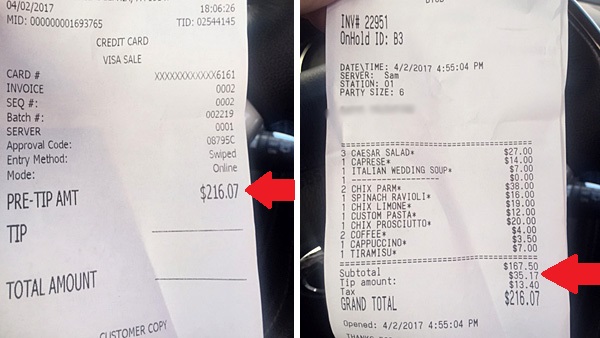 04/02/2017 18:06:26
MID: 000000001693765 TID: 02544145
CREDIT CARD
VISA SALE
CARD # XXXXXXXXXXXX6161
INVOICE 0002
SEQ #: 0002
Batch #: 002219
SERVER 0001
Approval Code: 08795C
Entry Method: Swiped
Mode: Online
PRE-TIP AMT $216.07
TIP
TOTAL AMOUNT
CUSTOMER COPY
INV# 22951
OnHold ID: B3
DATE\TIME: 4/2/2017 4:55:04 PM
SERVER: Sam
STATION: 01
PARTY SIZE: 6
3 CAESAR SALAD* $27.00
1 CAPRESE* $14.00
1 ITALIAN WEDDING SOUP* $7.00
1 ------------------ $0.00
2 CHIX PARM* $38.00
1 SPINACH RAVIOLI* $16.00
1 CHIX LIMONE* $19.00
1 CUSTOM PASTA* $12.00
1 CHIX PROSCIUTTO* $20.00
2 COFFEE* $4.00
1 CAPPUCCINO* $3.50
1 TIRAMISU* $7.00
Subtotal $167.50
Tip amount: $35.17
Tax $13.40
GRAND TOTAL $216.07
Opened: 4/2/2017 4:55:04 PM